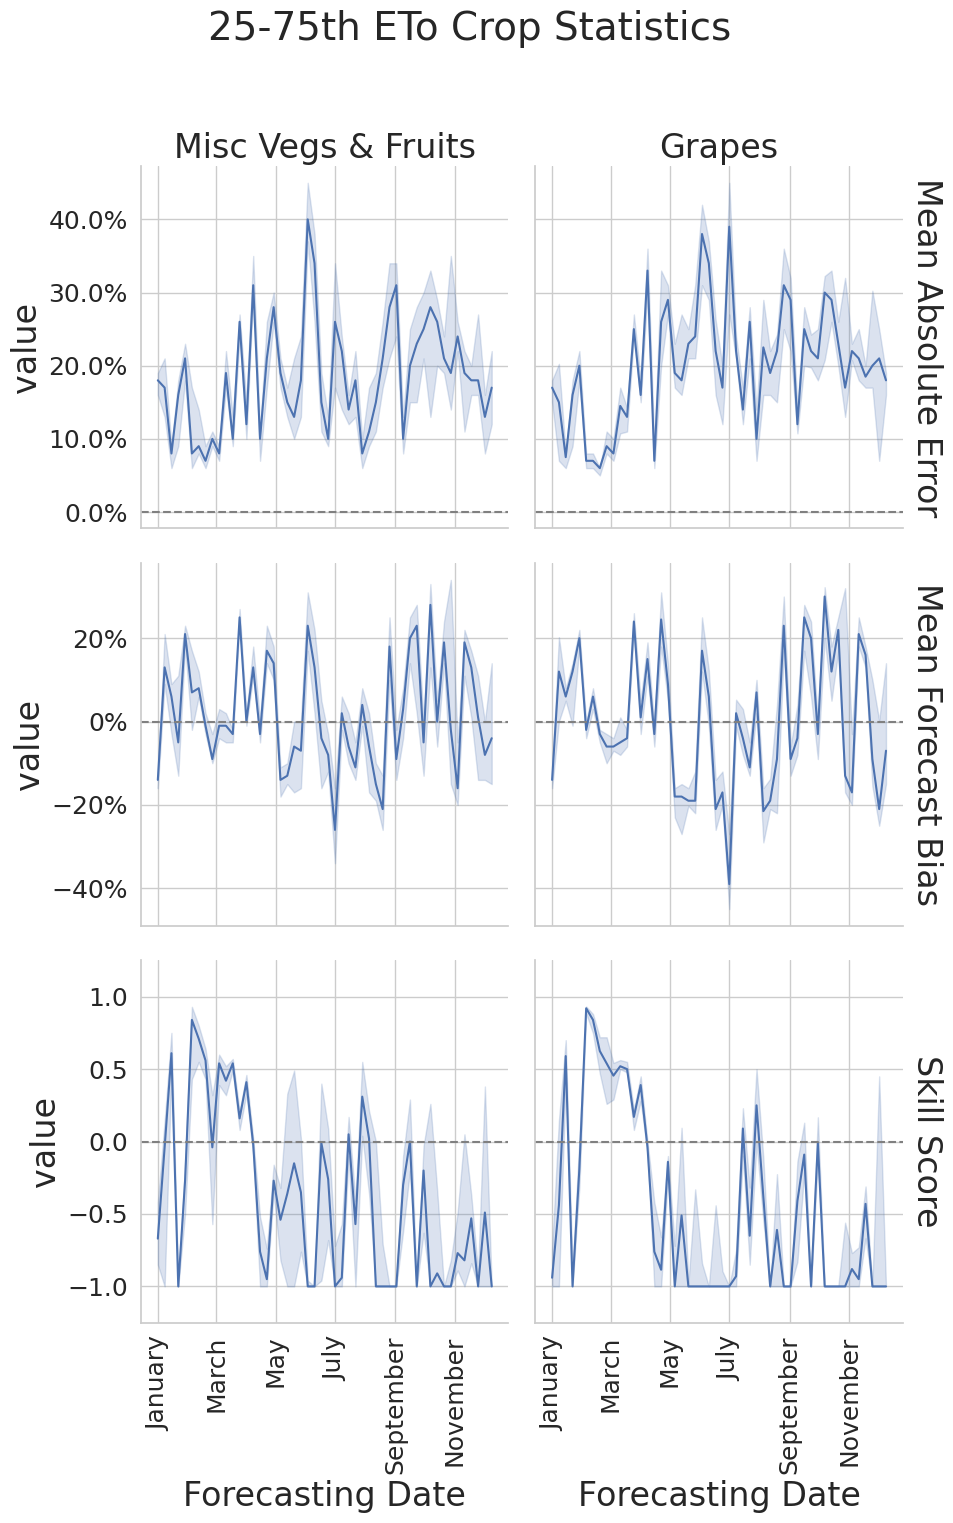 25-75th ETo Crop Statistics
Misc Vegs & Fruits
Grapes
value
40.0%
30.0%
20.0%
10.0%
0.0%
Mean Absolute Error
value
20%
0%
−20%
−40%
Mean Forecast Bias
value
1.0
0.5
0.0
−0.5
−1.0
Skill Score
January
March
May
July
September
November
January
March
May
July
September
November
Forecasting Date
Forecasting Date